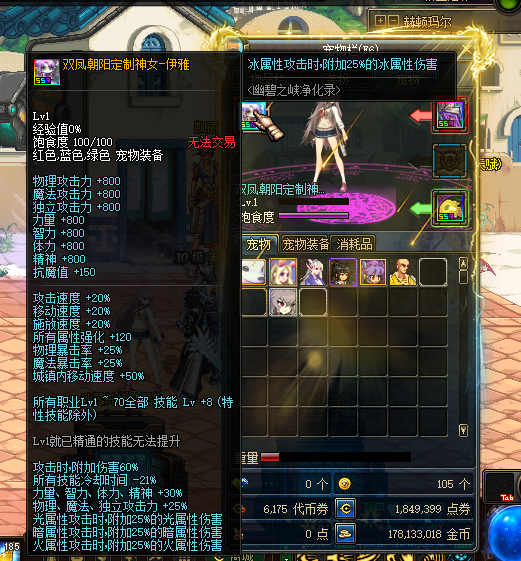 赫顿玛尔
宠物栏(F6)
双凤朝阳定制神女-伊雅
SSR
Lv1
经验值0%
饱食度 100/100
无法交易
红色,蓝色,绿色 宠物装备
物理攻击力 +800
魔法攻击力 +800
独立攻击力 +800
力量 +800
智力 +800
体力 +800
精神 +800
抗魔值 +150
攻击速度 +20%
移动速度 +20%
施放速度 +20%
所有属性强化 +120
物理暴击率 +25%
魔法暴击率 +25%
城镇内移动速度 +50%
所有职业Lv1 ~ 70全部 技能 Lv +8 (特
性技能除外)
Lv1就已精通的技能无法提升
攻击时,附加伤害60%
所有技能冷却时间 -21%
力量、智力、体力、精神 +30%
物理、魔法、独立攻击力 +25%
光属性攻击时,附加25%的光属性伤害
暗属性攻击时,附加25%的暗属性伤害
火属性攻击时,附加25%的火属性伤害
冰属性攻击时,附加25%的冰属性伤害
<幽碧之峡净化录>
SSR
SSR
SSR
双凤朝阳定制神...
Lv.1
饱食度
宠物
宠物装备
消耗品
重量
0 个
105 个
6,175 代币券
1,849,399 点券
0 点
178,133,018 金币
Tab
185